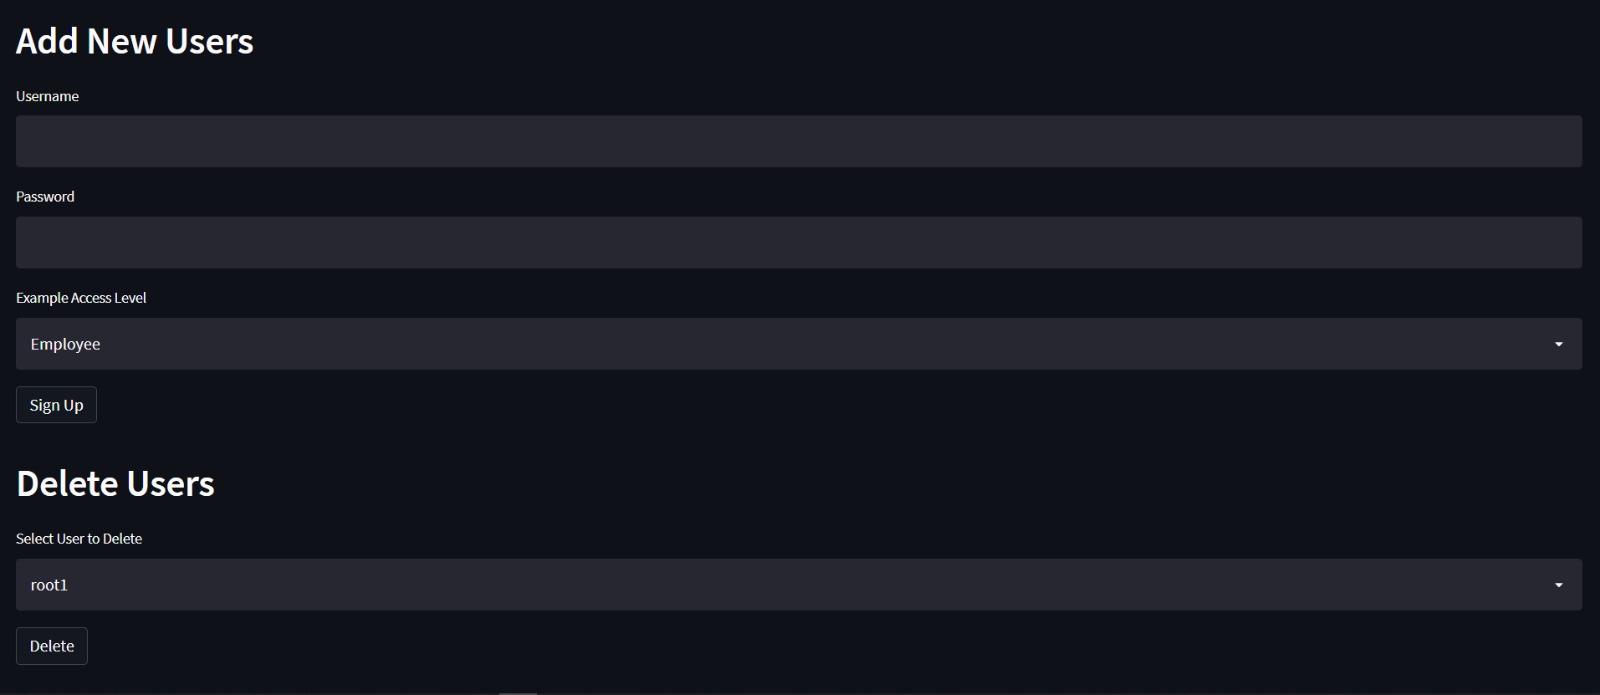 Add New Users
Username
Password
Example Access Level
Employee
Sign Up
Delete Users
Select User to Delete
root1
Delete